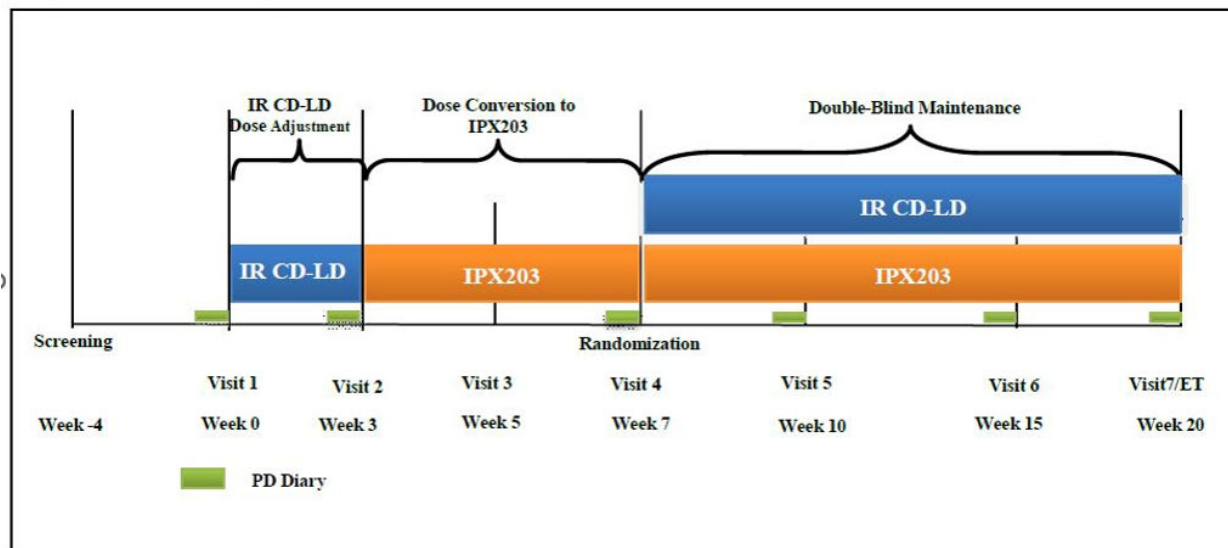 IR CD-LD
Dose Adjustment
Dose Conversion to
IPX203
Double-Blind Maintenance
IR CD-LD
IR CD-LD
IPX203
IPX203
Screening
Randomization
Visit 1
Visit 2
Visit 3
Visit 4
Visit 5
Visit 6
Visit7/ET
Week -4
Week 0
Week 3
Week 5
Week 7
Week 10
Week 15
Week 20
PD Diary